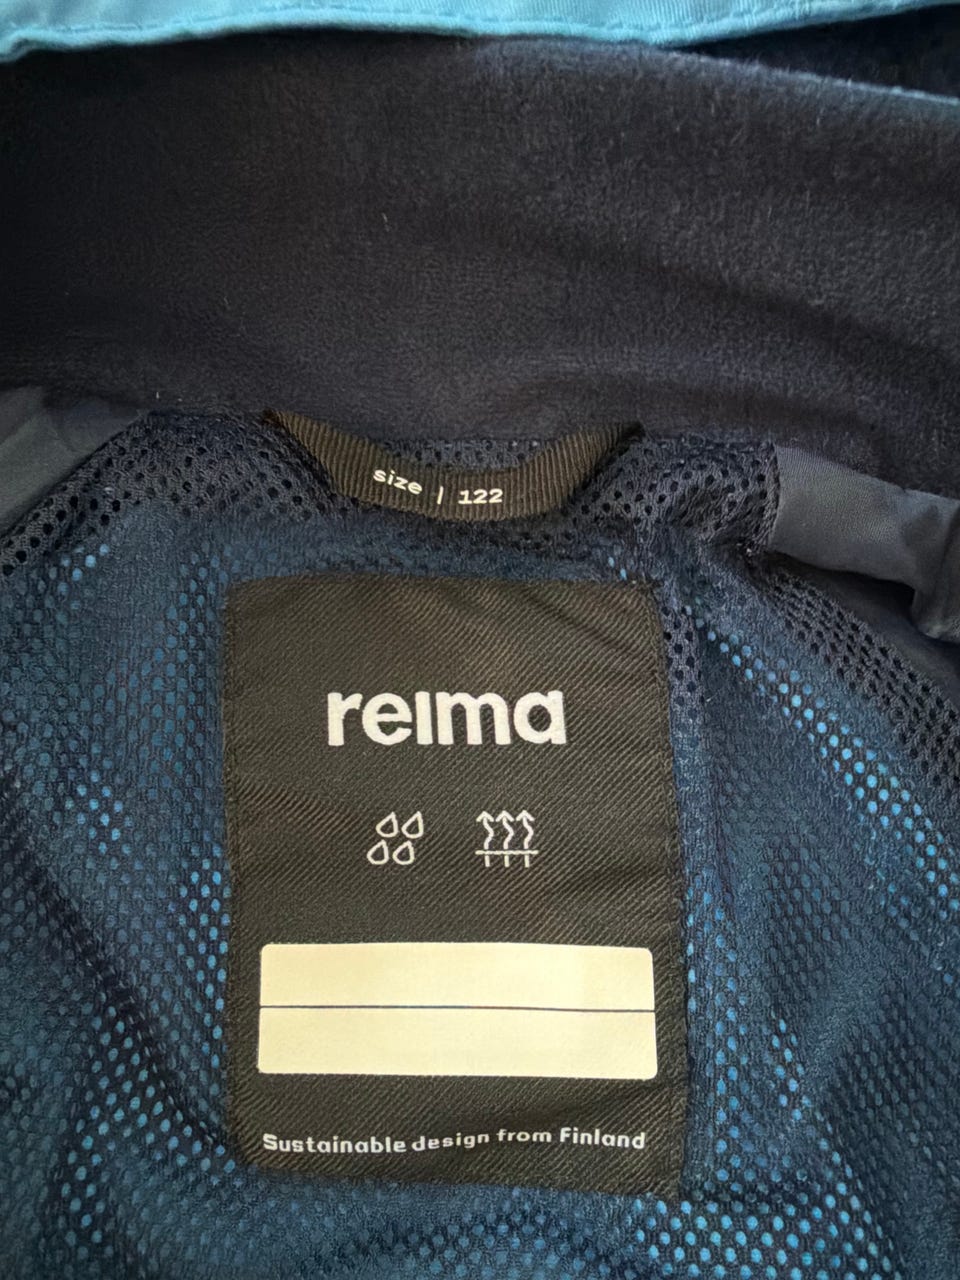 size | 122
reima
Sustainable design from Finland